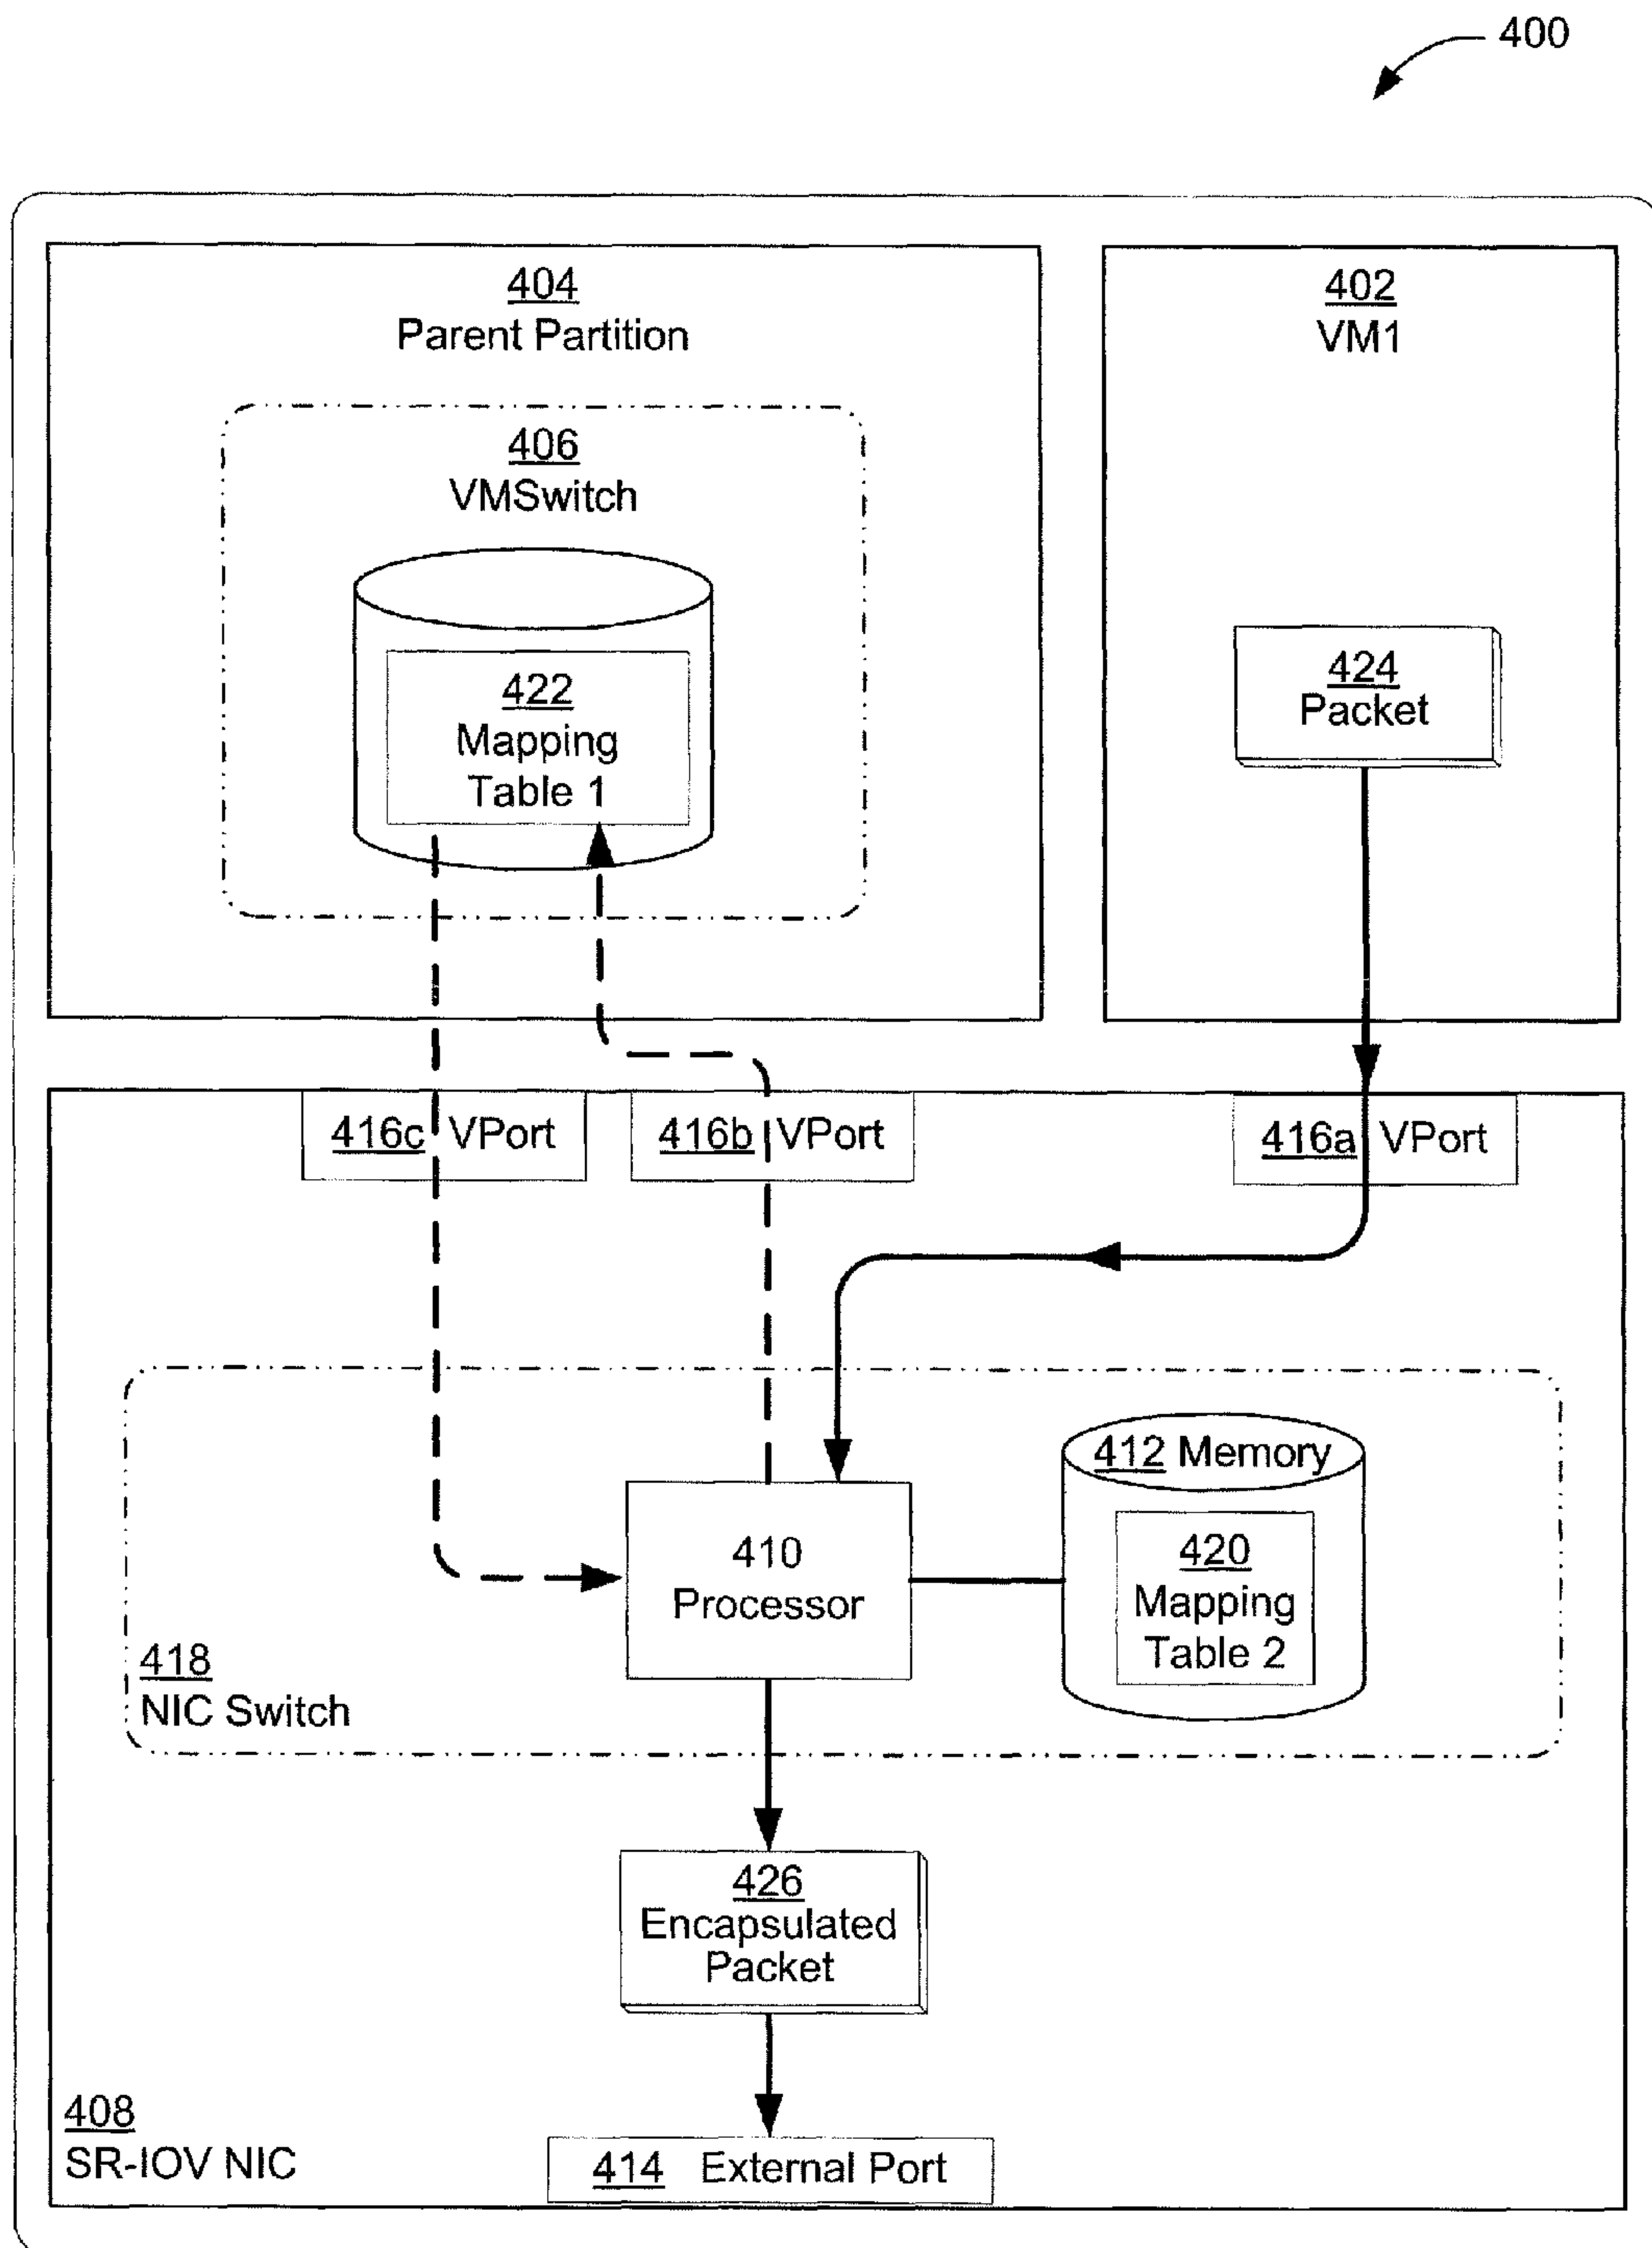 400
404
Parent Partition
402
VM1
406
VMSwitch
422
Mapping
Table 1
424
Packet
416c VPort
416b VPort
416a VPort
412 Memory
410
Processor
420
Mapping
Table 2
418
NIC Switch
426
Encapsulated
Packet
408
SR-IOV NIC
414 External Port